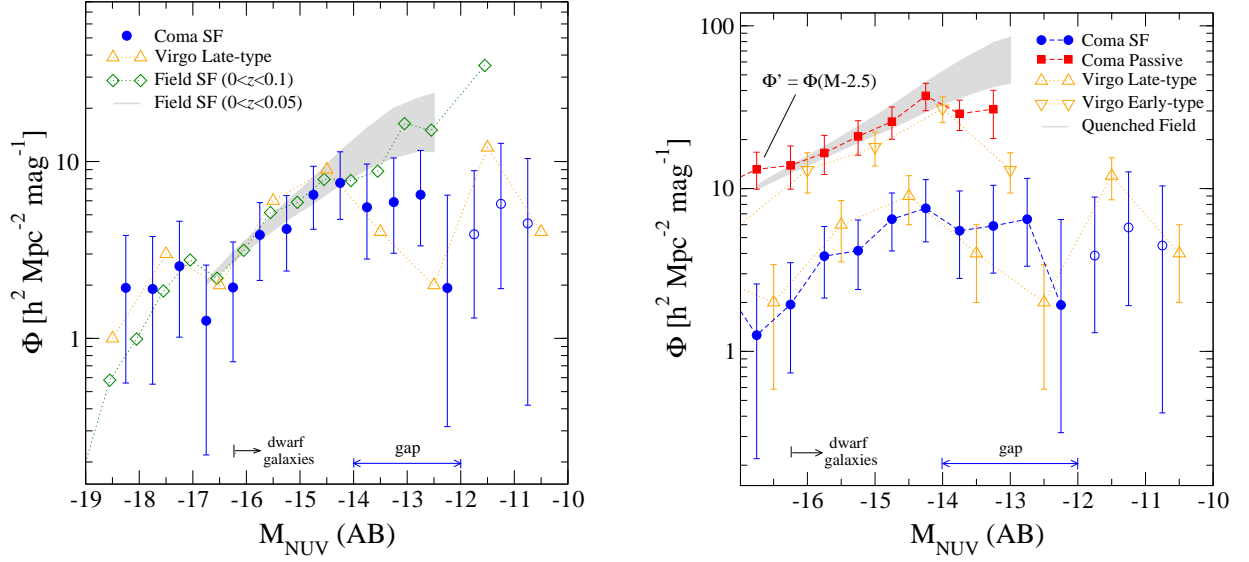 Coma SF
Virgo Late-type
Field SF (0<z<0.1)
Field SF (0<z<0.05)
10
1
Φ [h² Mpc⁻² mag⁻¹]
dwarf
galaxies
gap
-19 -18 -17 -16 -15 -14 -13 -12 -11 -10
M_NUV (AB)
100
10
1
Φ [h² Mpc⁻² mag⁻¹]
Φ' = Φ(M-2.5)
Coma SF
Coma Passive
Virgo Late-type
Virgo Early-type
Quenched Field
dwarf
galaxies
gap
-16 -15 -14 -13 -12 -11 -10
M_NUV (AB)